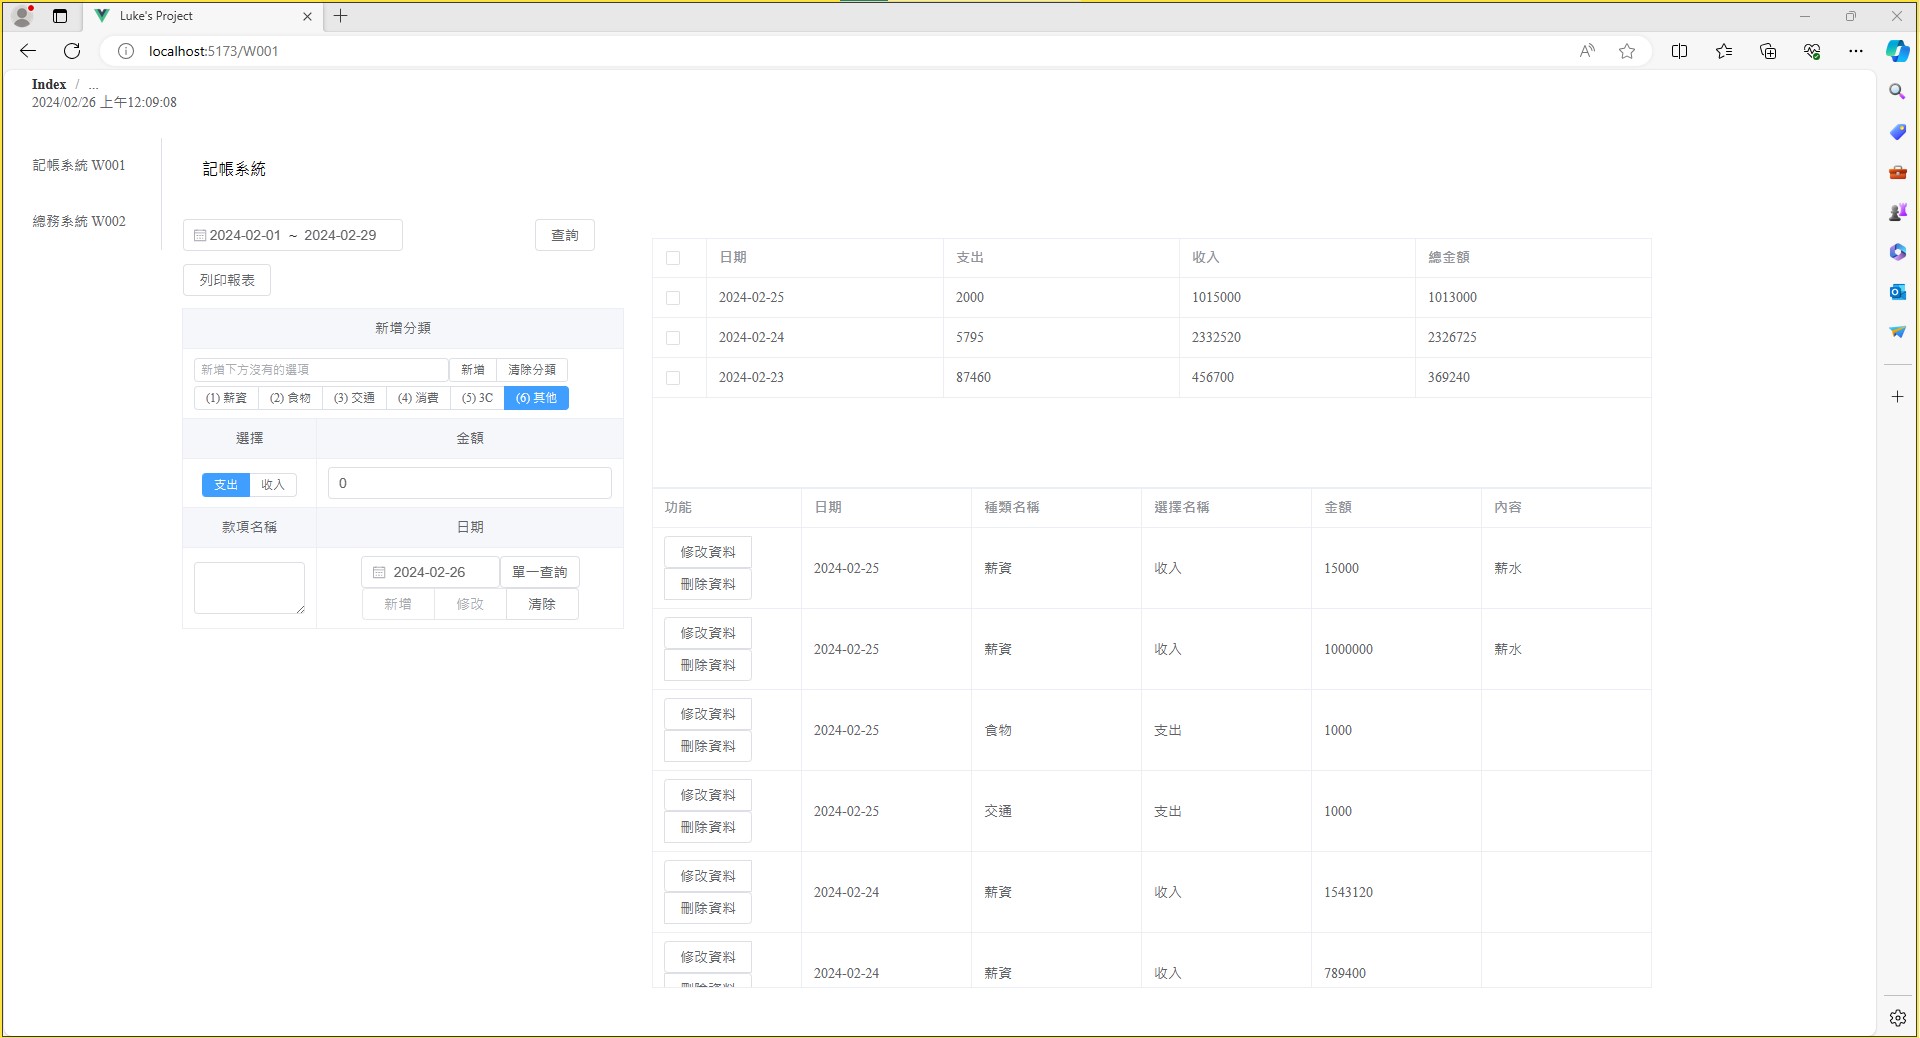 Luke's Project
localhost:5173/W001
Index / ...
2024/02/26 上午12:09:08
記帳系統 W001
總務系統 W002
記帳系統
2024-02-01 ~ 2024-02-29 查詢
列印報表
新增分類
新增下方沒有的選項 新增 清除分類
(1) 薪資 (2) 食物 (3) 交通 (4) 消費 (5) 3C (6) 其他
選擇 金額
支出 收入 0
款項名稱 日期
2024-02-26 單一查詢
新增 修改 清除
日期 支出 收入 總金額
2024-02-25 2000 1015000 1013000
2024-02-24 5795 2332520 2326725
2024-02-23 87460 456700 369240
功能 日期 種類名稱 選擇名稱 金額 內容
修改資料
刪除資料
2024-02-25 薪資 收入 15000 薪水
修改資料
刪除資料
2024-02-25 薪資 收入 1000000 薪水
修改資料
刪除資料
2024-02-25 食物 支出 1000
修改資料
刪除資料
2024-02-25 交通 支出 1000
修改資料
刪除資料
2024-02-24 薪資 收入 1543120
修改資料
刪除資料
2024-02-24 薪資 收入 789400